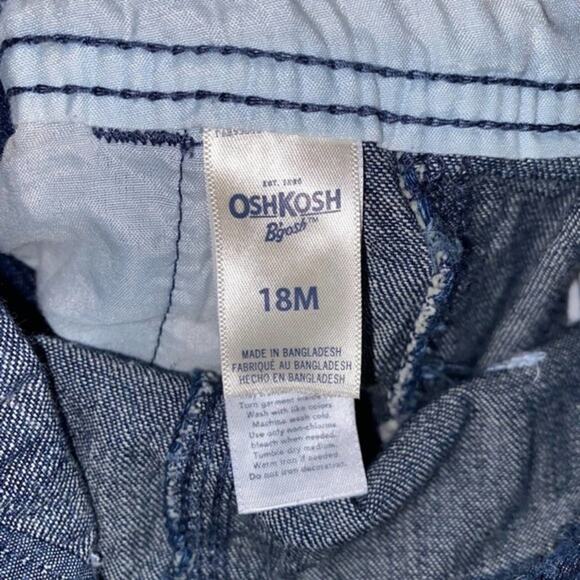 EST. 1895
OSHKOSH
B'gosh™
18M
MADE IN BANGLADESH
FABRIQUÉ AU BANGLADESH
HECHO EN BANGLADESH
Turn garment inside
Wash with like colors.
Machine wash cold.
Use only non-chlorine
bleach when needed.
Tumble dry medium.
Warm iron if needed.
Do not iron decoration.